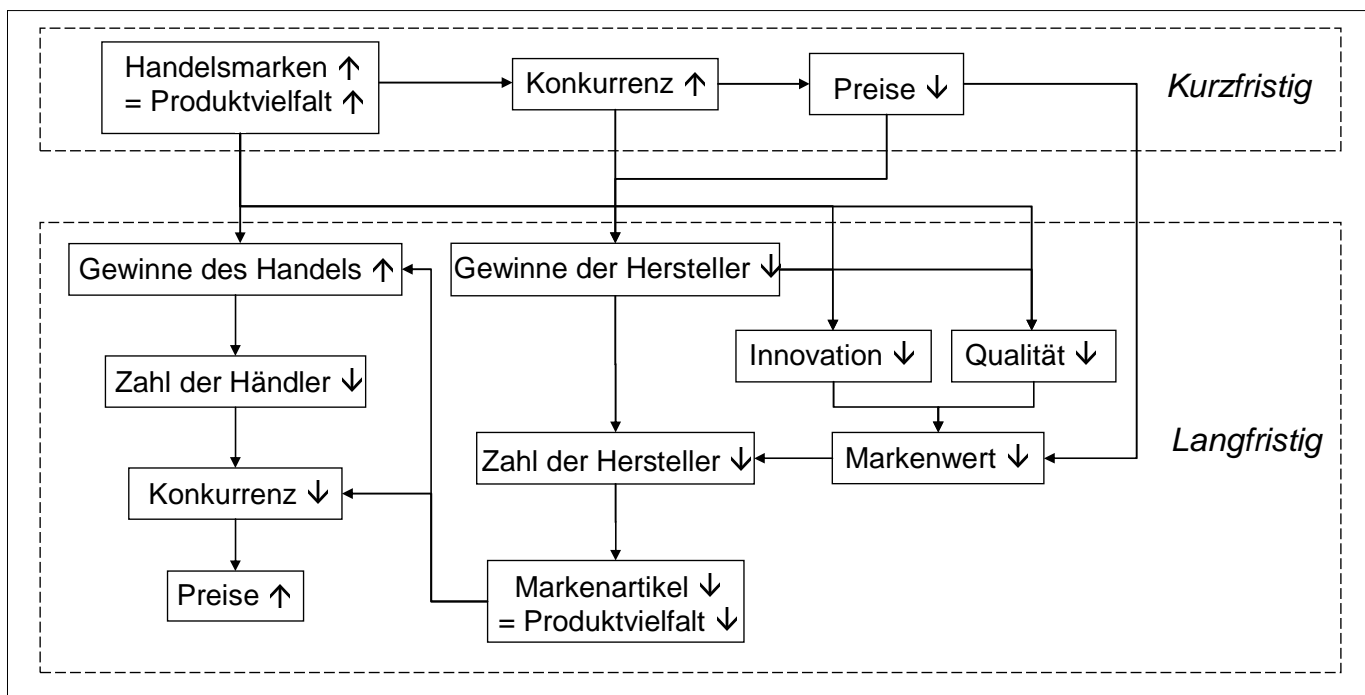 Handelsmarken ↑
= Produktvielfalt ↑
Konkurrenz ↑
Preise ↓
Kurzfristig
Gewinne des Handels ↑
Gewinne der Hersteller ↓
Innovation ↓
Qualität ↓
Zahl der Händler ↓
Zahl der Hersteller ↓
Markenwert ↓
Langfristig
Konkurrenz ↓
Preise ↑
Markenartikel ↓
= Produktvielfalt ↓